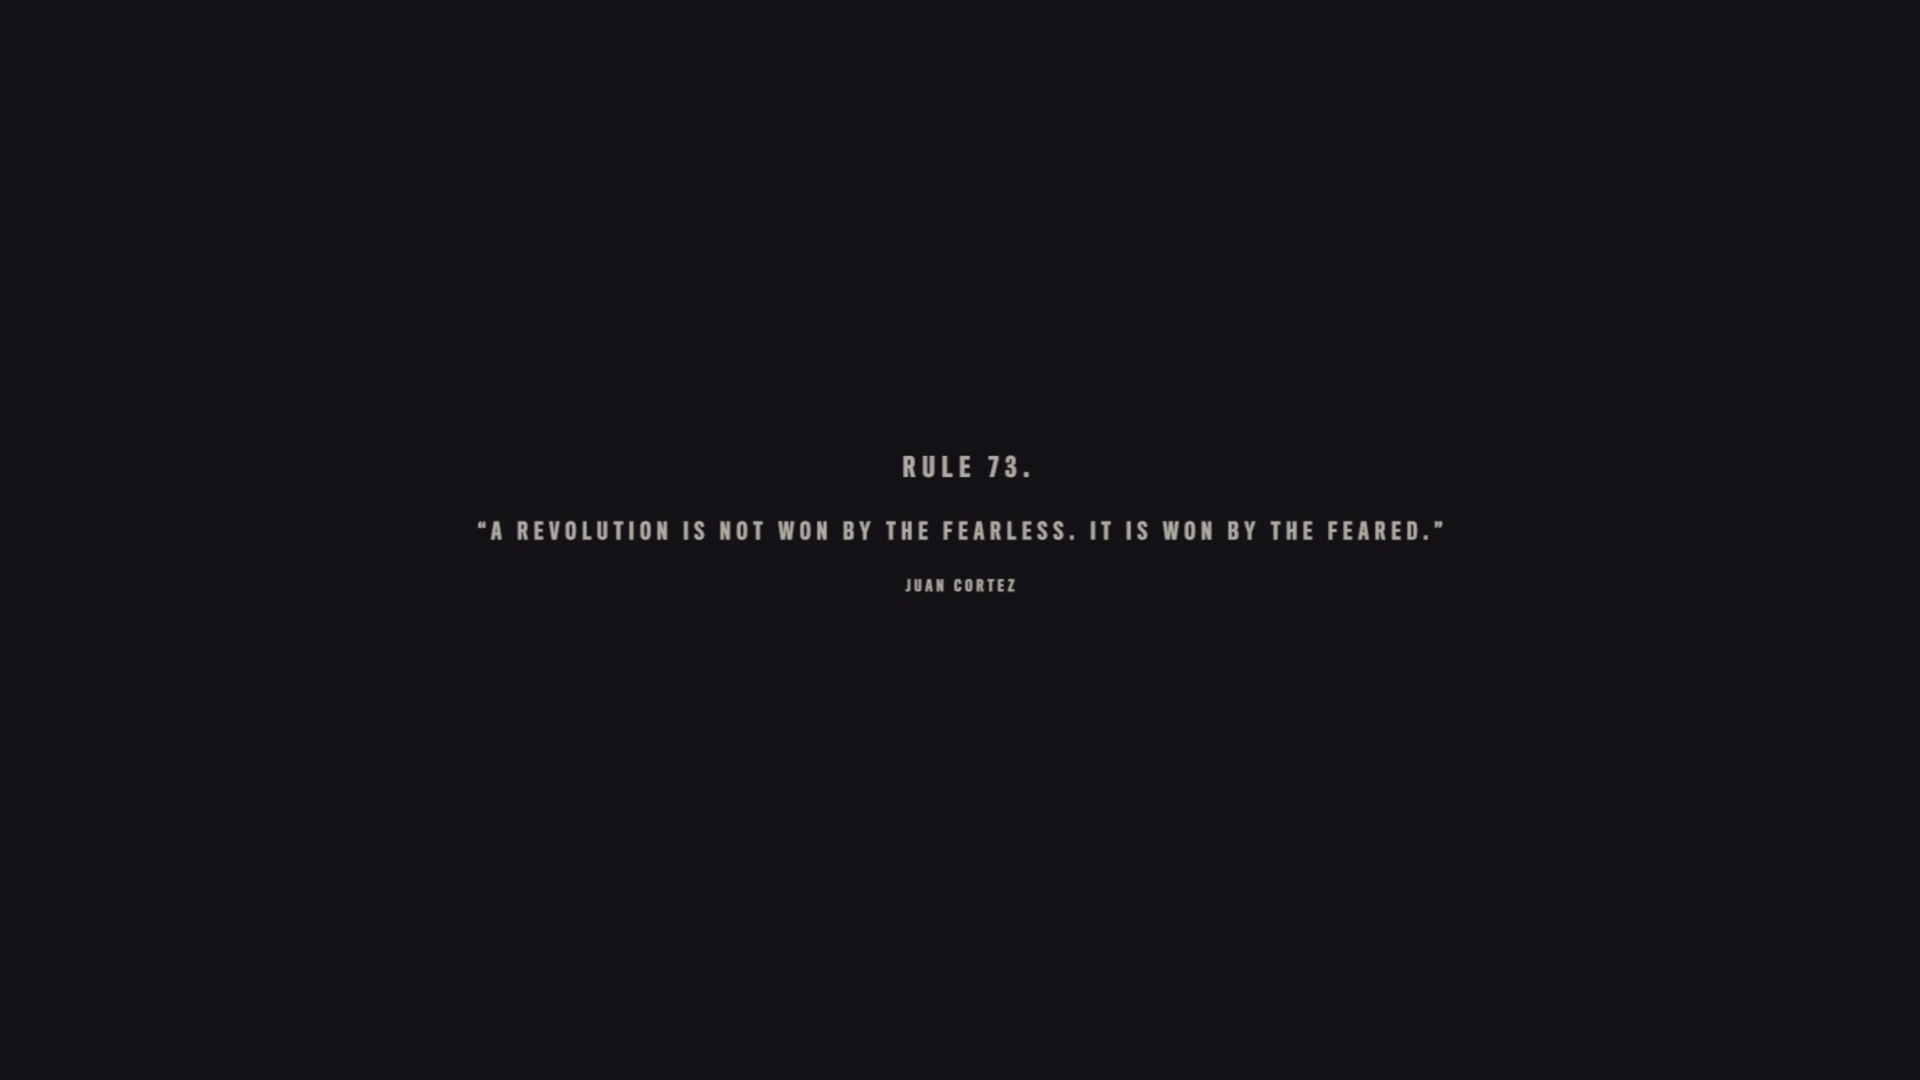 RULE 73.
“A REVOLUTION IS NOT WON BY THE FEARLESS. IT IS WON BY THE FEARED.”
JUAN CORTEZ